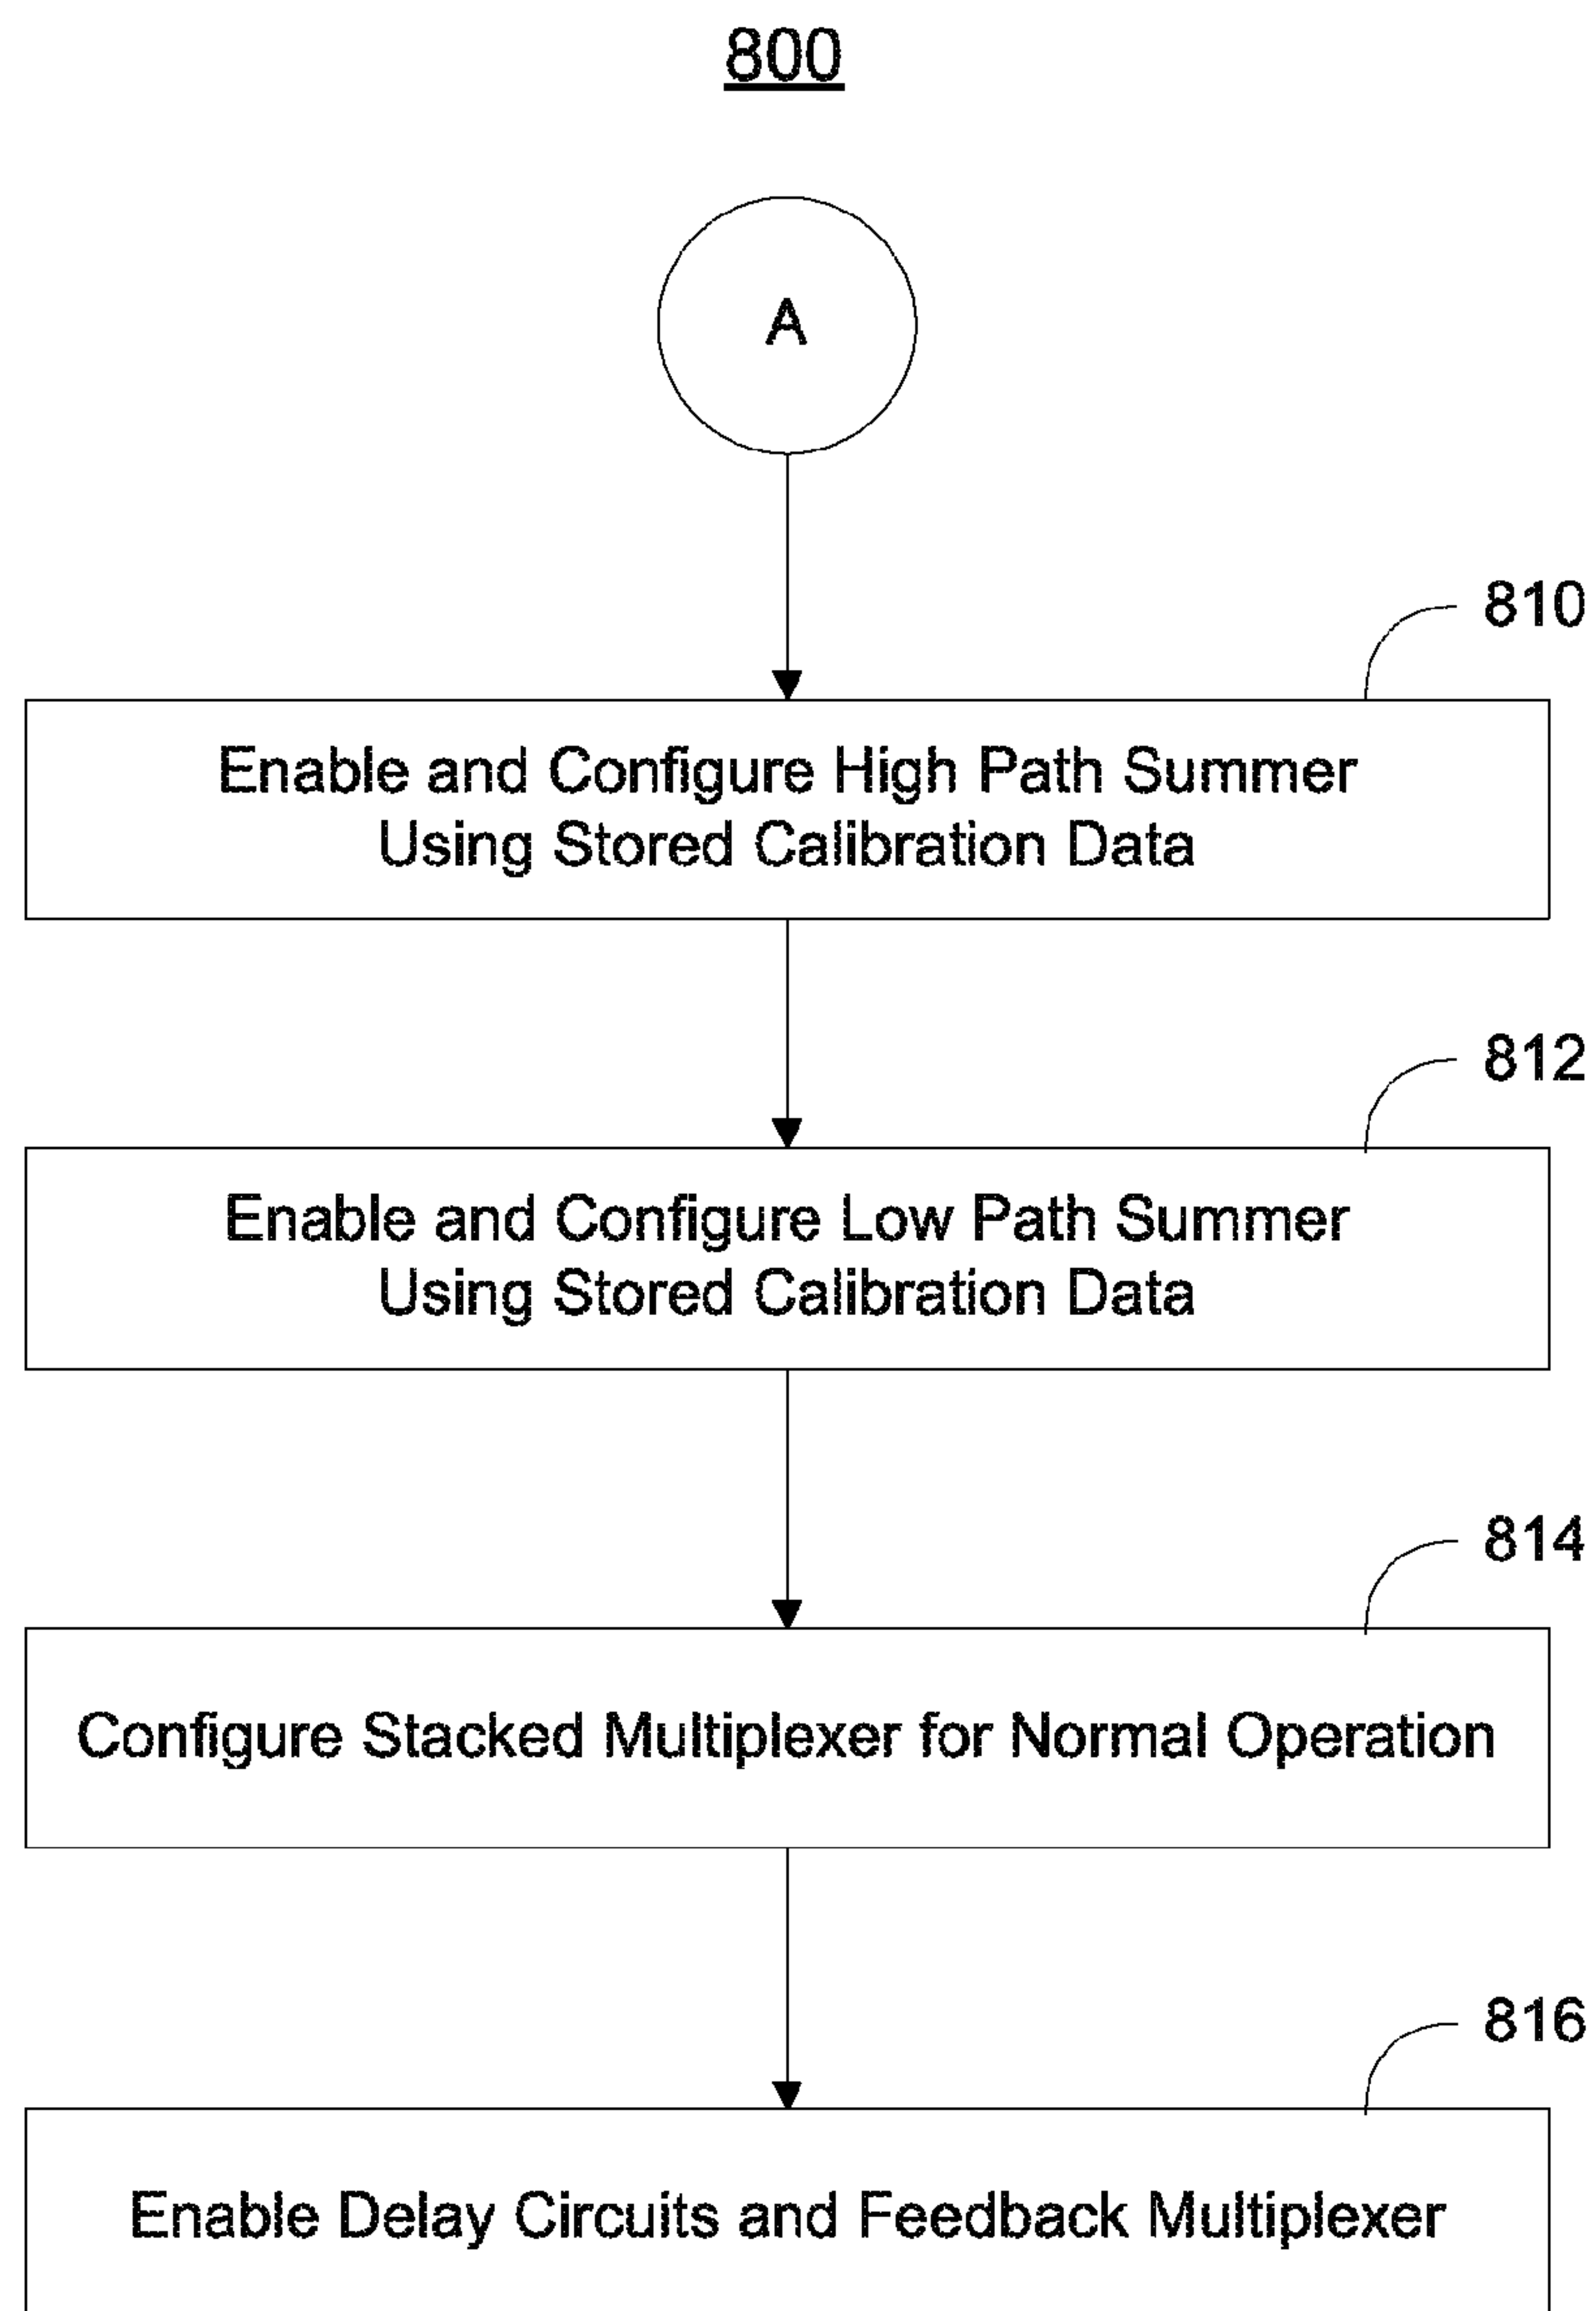 800
A
810
Enable and Configure High Path Summer
Using Stored Calibration Data
812
Enable and Configure Low Path Summer
Using Stored Calibration Data
814
Configure Stacked Multiplexer for Normal Operation
816
Enable Delay Circuits and Feedback Multiplexer